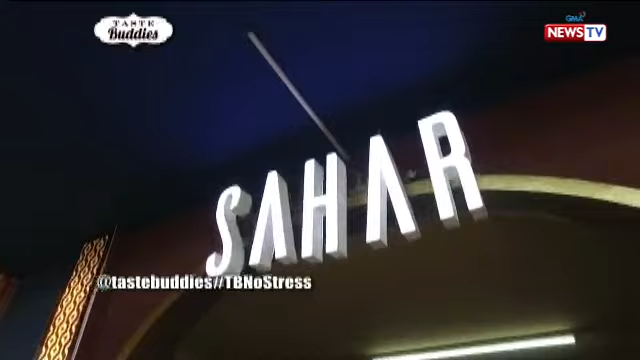 TASTE
Buddies
GMA
NEWS TV
SAHAR
@tastebuddies#TBNoStress